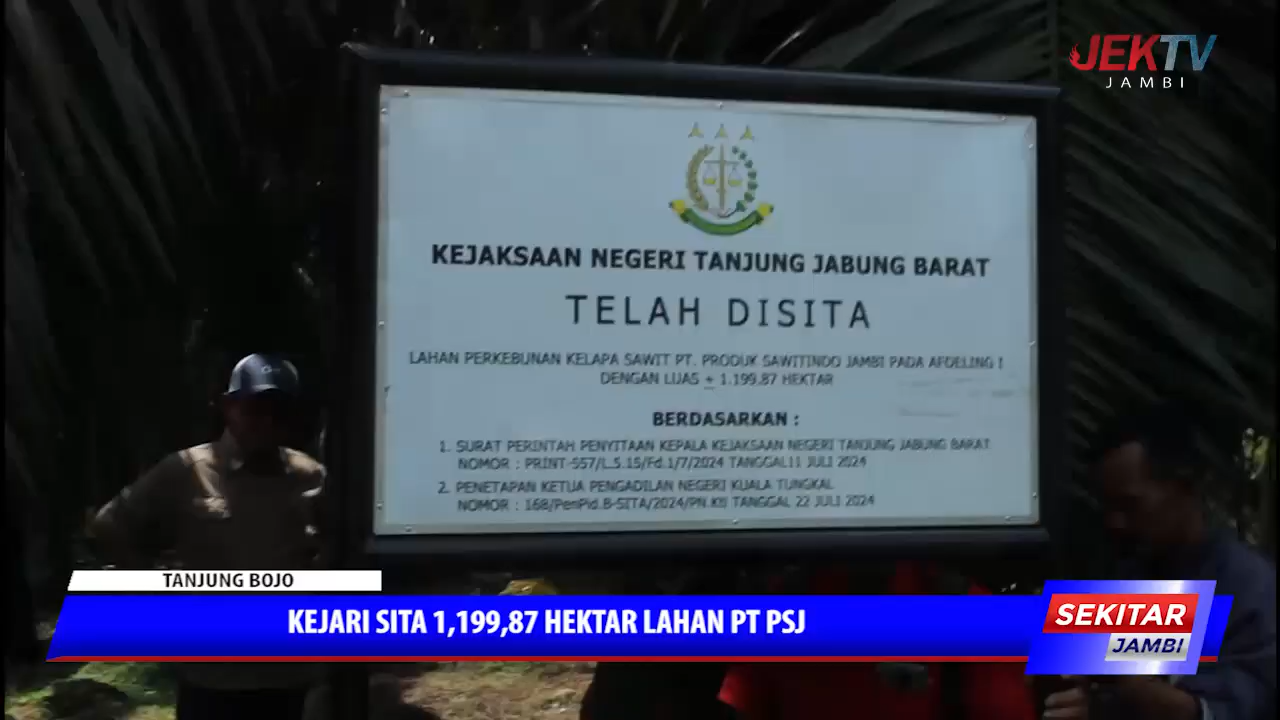 JEKTV
JAMBI
KEJAKSAAN NEGERI TANJUNG JABUNG BARAT
TELAH DISITA
LAHAN PERKEBUNAN KELAPA SAWIT PT. PRODUK SAWITINDO JAMBI PADA AFDELING I
DENGAN LUAS ± 1.199,87 HEKTAR
BERDASARKAN :
1. SURAT PERINTAH PENYITAAN KEPALA KEJAKSAAN NEGERI TANJUNG JABUNG BARAT
NOMOR : PRINT-557/L.5.15/Fd.1/7/2024 TANGGAL11 JULI 2024
2. PENETAPAN KETUA PENGADILAN NEGERI KUALA TUNGKAL
NOMOR : 168/PenPid.B-SITA/2024/PN.Ktl TANGGAL 22 JULI 2024
TANJUNG BOJO
KEJARI SITA 1,199,87 HEKTAR LAHAN PT PSJ
SEKITAR
JAMBI